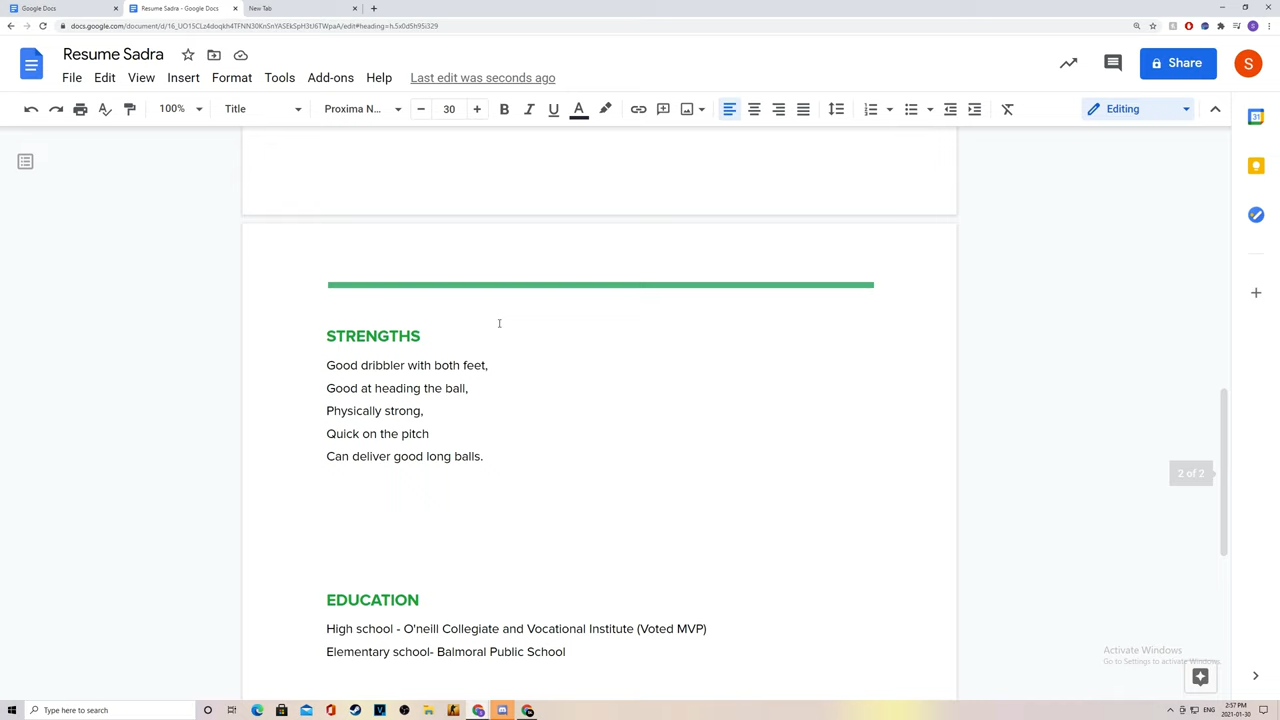 Google Docs
Resume Sadra - Google Docs
New Tab
docs.google.com/document/d/16_UO15CLz4doqkh4TFNN30KnSnYASEkSpH3tJ6TWpaA/edit#heading=h.5x0d5h95i329
Resume Sadra
File Edit View Insert Format Tools Add-ons Help Last edit was seconds ago
Share
S
100% Title Proxima N... 30 B I U A Editing
31
STRENGTHS
Good dribbler with both feet,
Good at heading the ball,
Physically strong,
Quick on the pitch
Can deliver good long balls.
2 of 2
EDUCATION
High school - O'neill Collegiate and Vocational Institute (Voted MVP)
Elementary school- Balmoral Public School
Activate Windows
Go to Settings to activate Windows.
Type here to search
ENG
2:57 PM
2021-01-30